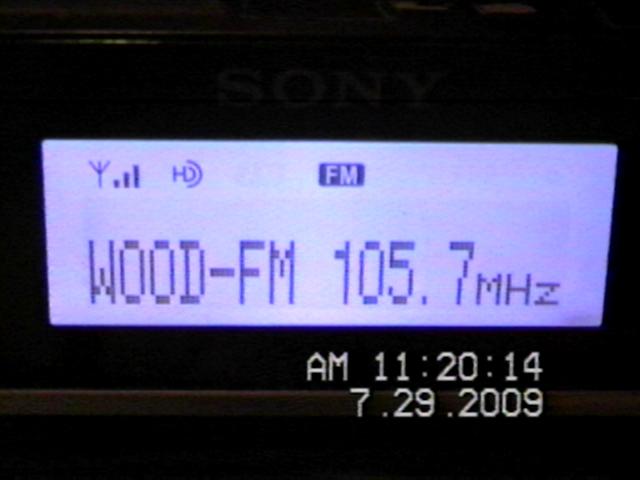 SONY
HD FM
WOOD-FM 105.7MHz
AM 11:20:14
7.29.2009